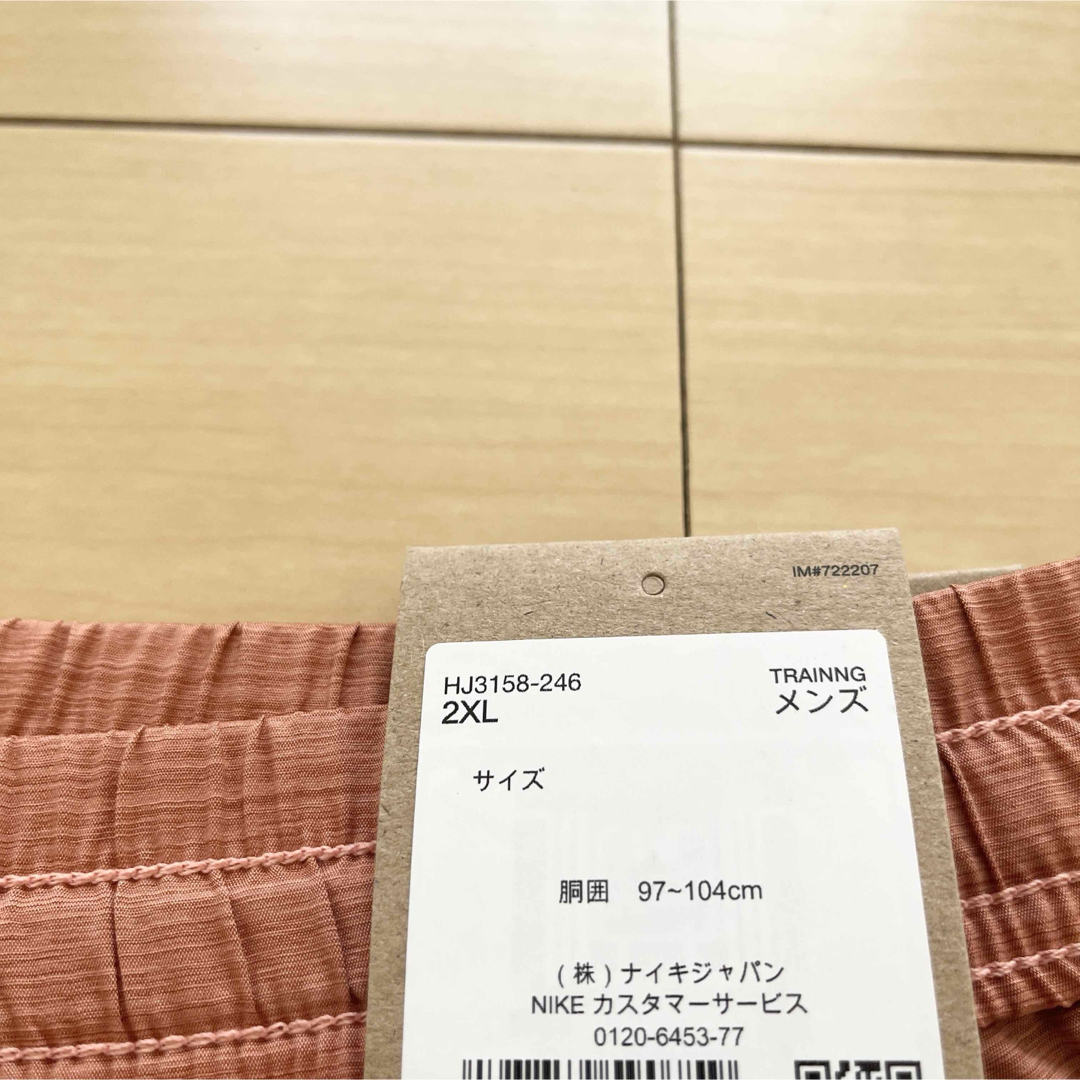 IM#722207
HJ3158-246
TRAINNG
2XL
メンズ
サイズ
胴囲 97~104cm
(株)ナイキジャパン
NIKE カスタマーサービス
0120-6453-77